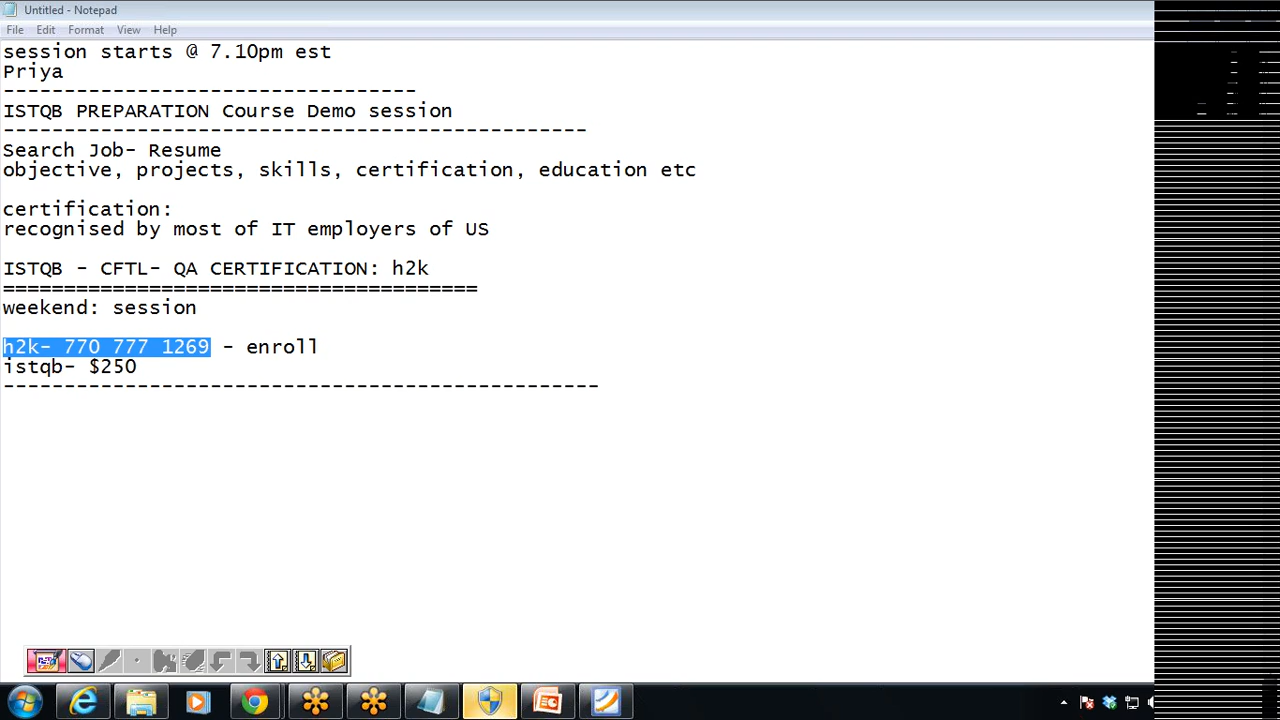 Untitled - Notepad
File Edit Format View Help
session starts @ 7.10pm est
Priya
----------------------------------
ISTQB PREPARATION Course Demo session
------------------------------------------------
Search Job- Resume
objective, projects, skills, certification, education etc
certification:
recognised by most of IT employers of US
ISTQB - CFTL- QA CERTIFICATION: h2k
=======================================
weekend: session
h2k- 770 777 1269 - enroll
istqb- $250
-------------------------------------------------